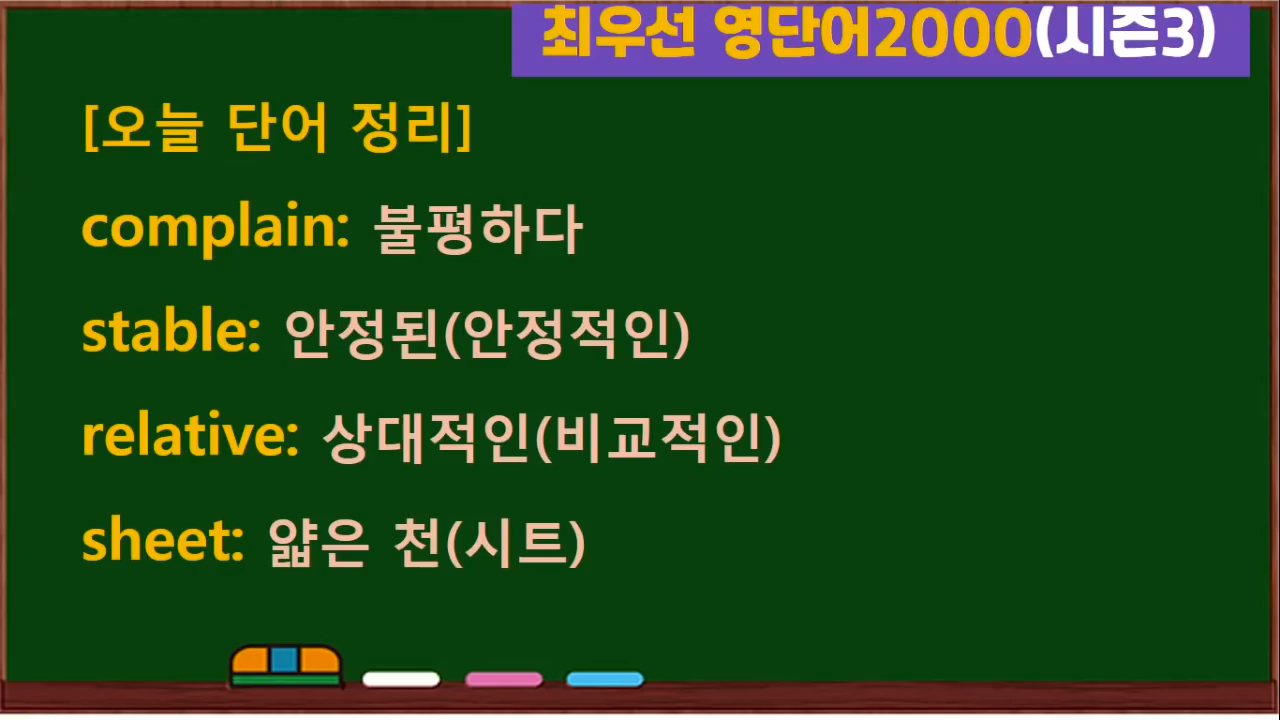 최우선 영단어2000(시즌3)
[오늘 단어 정리]
complain: 불평하다
stable: 안정된(안정적인)
relative: 상대적인(비교적인)
sheet: 얇은 천(시트)